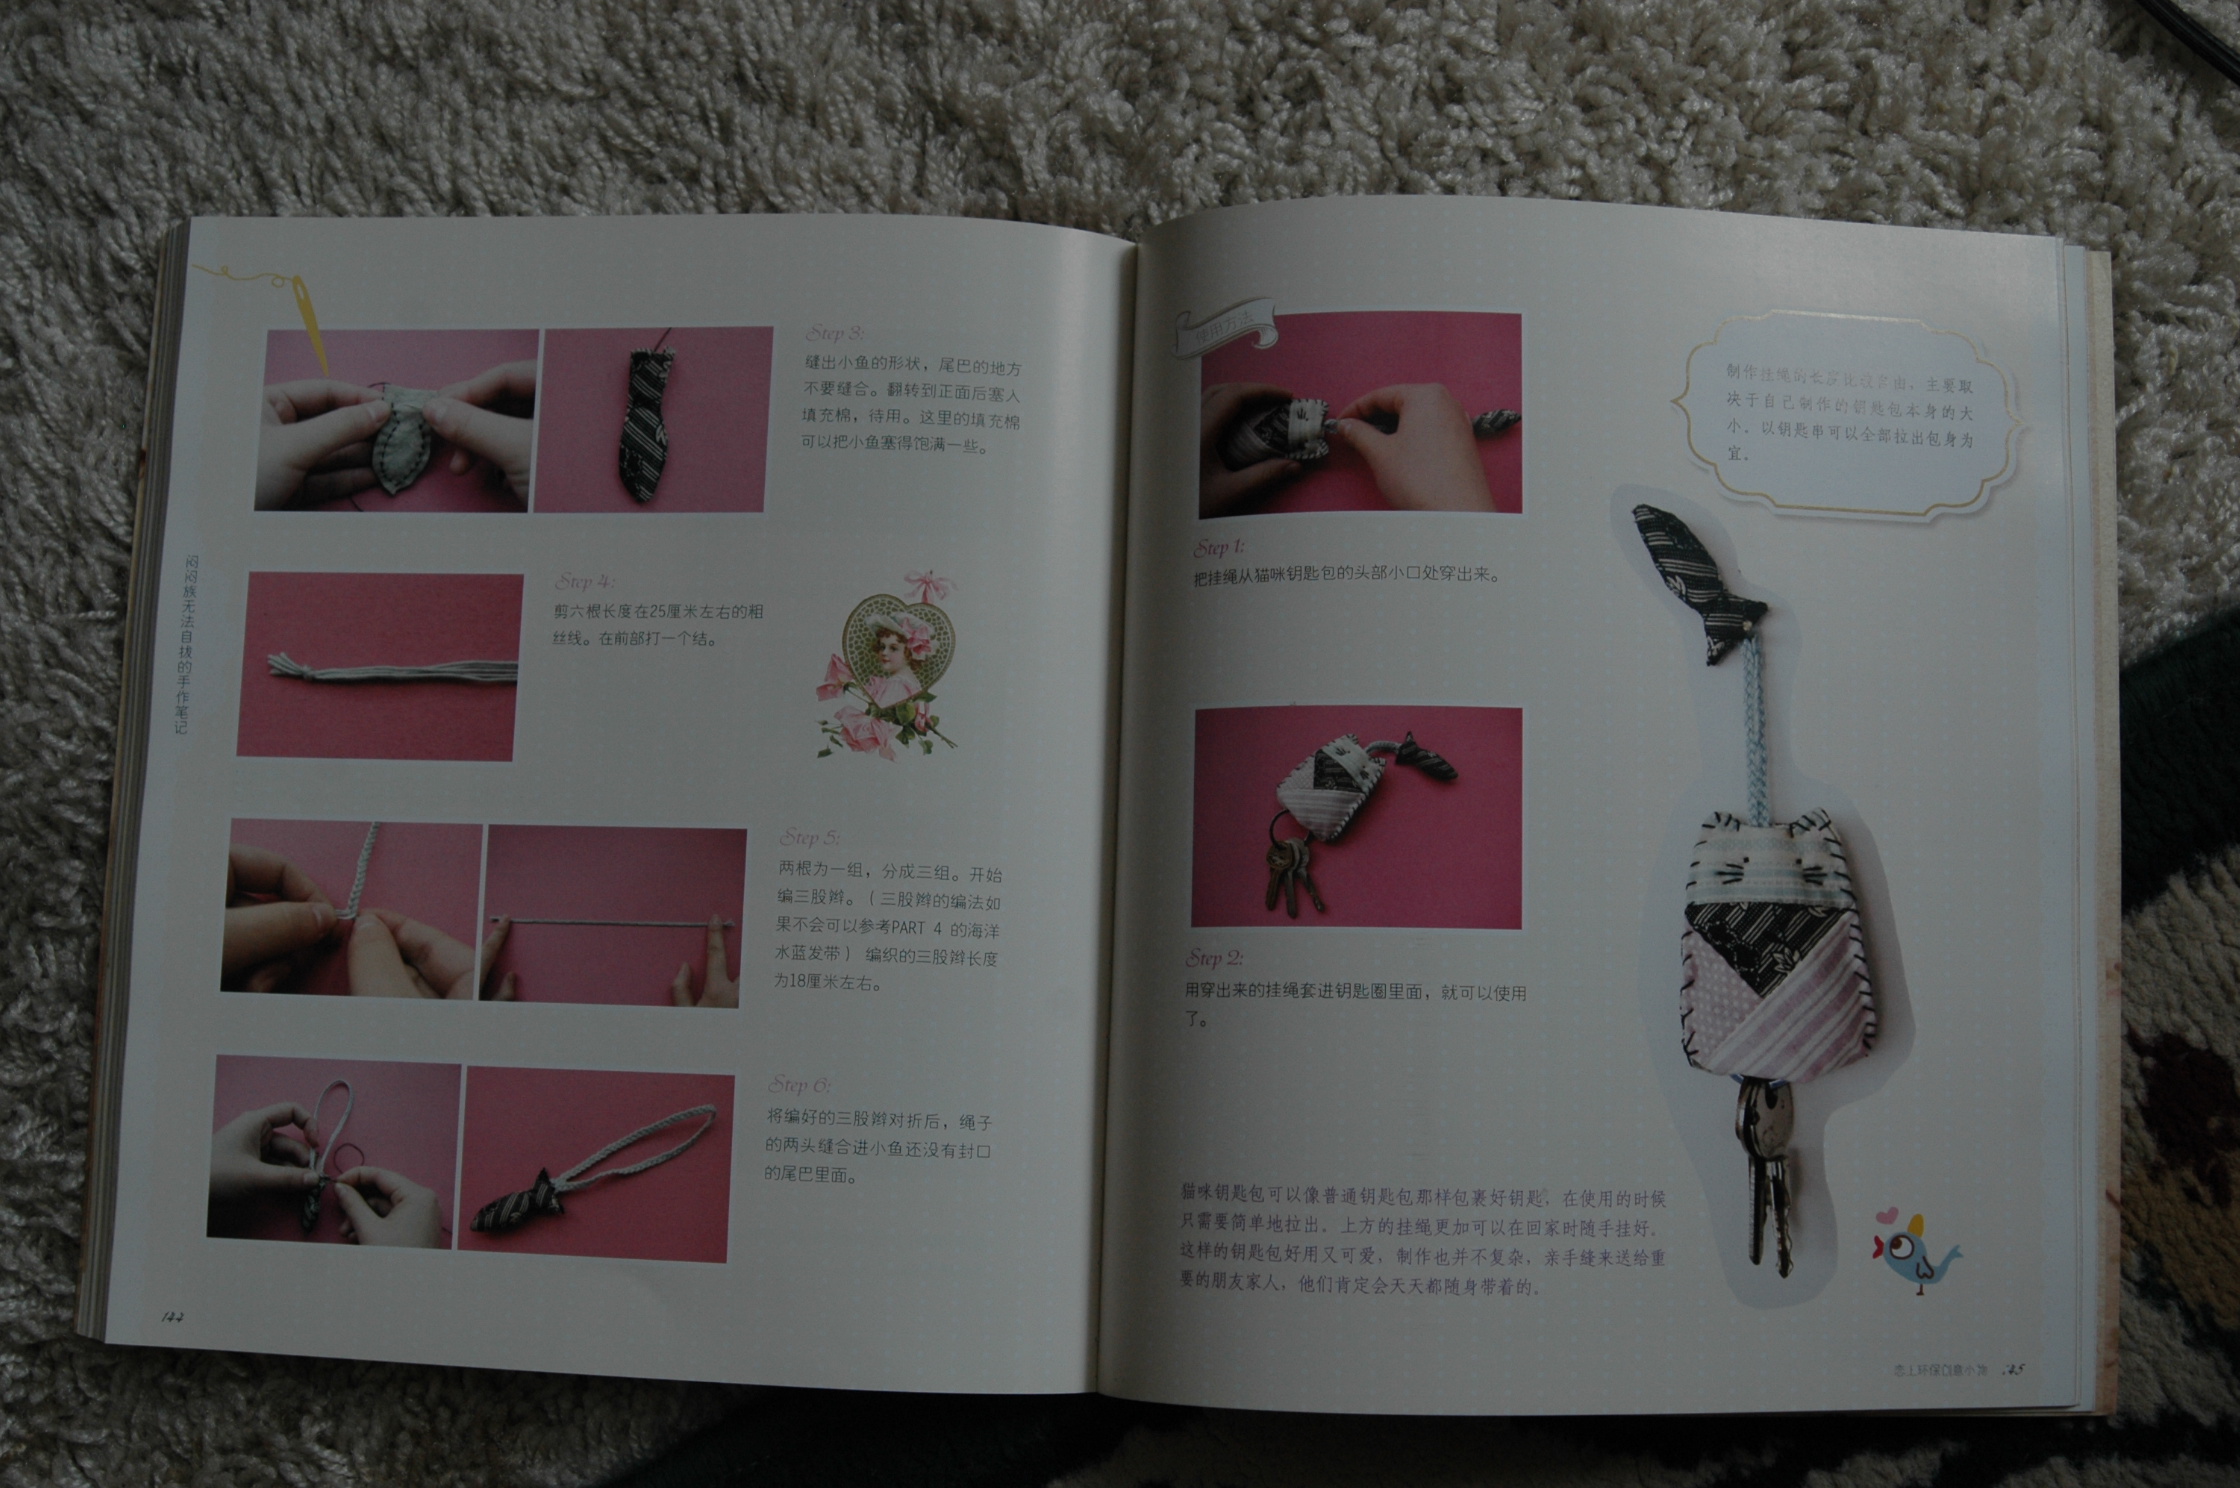 Step 3:
缝出小鱼的形状，尾巴的地方
不要缝合。翻转到正面后塞人
填充棉，待用。这里的填充棉
可以把小鱼塞得饱满一些。
Step 4:
剪六根长度在25厘米左右的粗
丝线。在前部打一个结。
Step 5:
两根为一组，分成三组。开始
编三股辫。（三股辫的编法如
果不会可以参考PART 4 的海洋
水蓝发带）编织的三股辫长度
为18厘米左右。
Step 6:
将编好的三股辫对折后，绳子
的两头缝合进小鱼还没有封口
的尾巴里面。
闷闷族无法自拔的手作笔记
144
使用方法
Step 1:
把挂绳从猫咪钥匙包的头部小口处穿出来。
Step 2:
用穿出来的挂绳套进钥匙圈里面，就可以使用
了。
制作挂绳的长度比较自由，主要取
决于自己制作的钥匙包本身的大
小，以钥匙串可以全部拉出包身为
宜。
猫咪钥匙包可以像普通钥匙包那样包裹好钥匙，在使用的时候
只需要简单地拉出，上方的挂绳更加可以在回家时随手挂好。
这样的钥匙包好用又可爱，制作也并不复杂，亲手缝来送给重
要的朋友家人，他们肯定会天天都随身带着的。
恋上环保创意小物 145